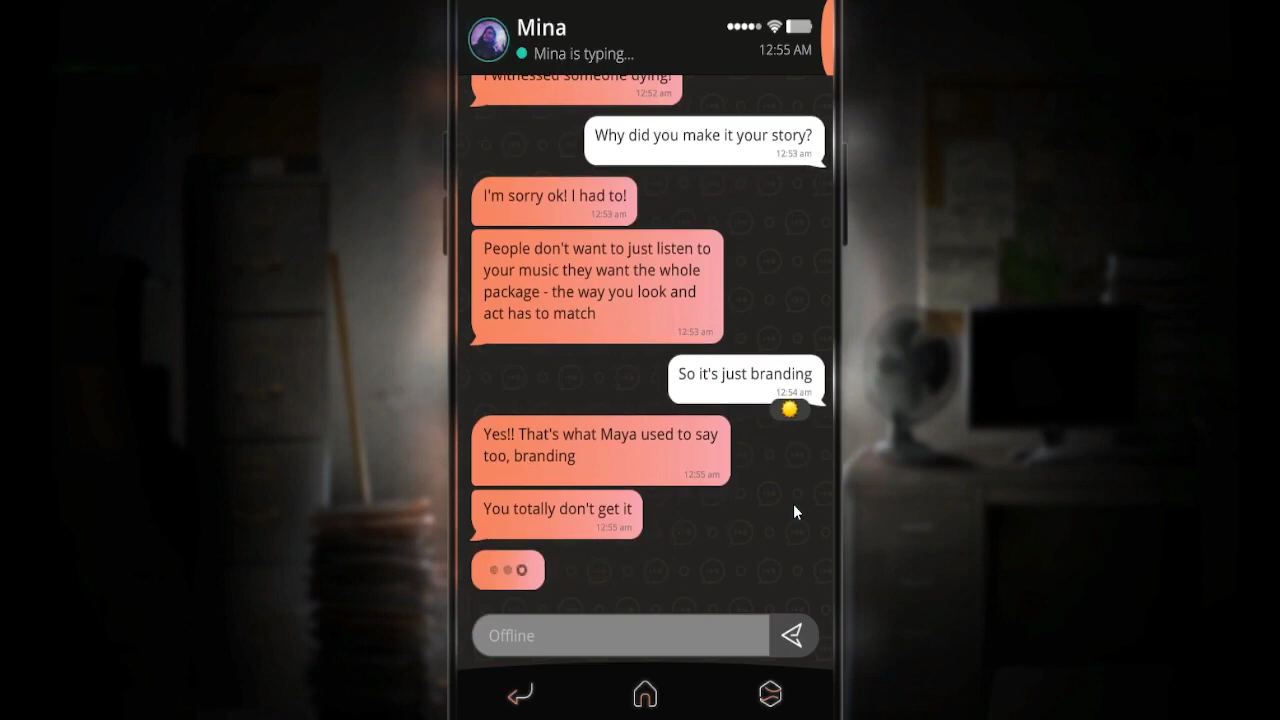 Mina
Mina is typing...
12:55 AM
I witnessed someone dying!
12:52 am
Why did you make it your story?
12:53 am
I'm sorry ok! I had to!
12:53 am
People don't want to just listen to
your music they want the whole
package - the way you look and
act has to match
12:53 am
So it's just branding
12:54 am
Yes!! That's what Maya used to say
too, branding
12:55 am
You totally don't get it
12:55 am
Offline